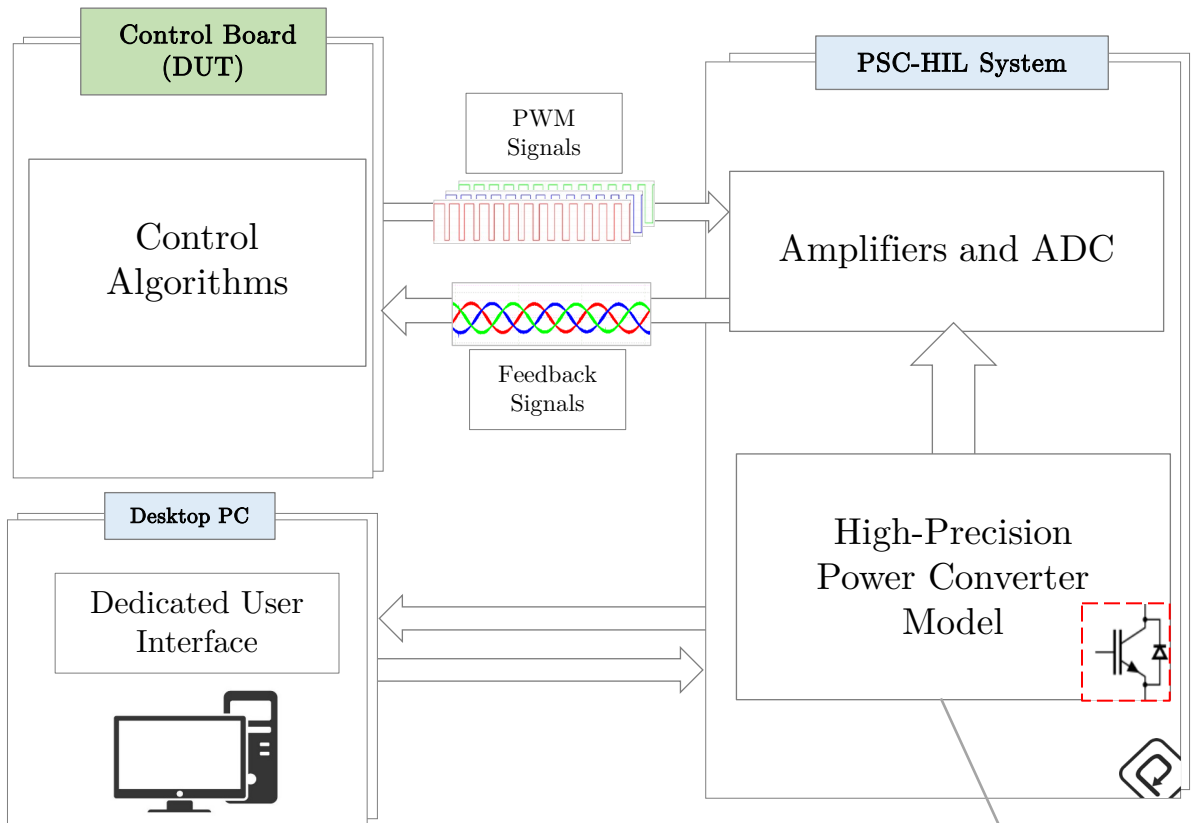 Control Board
(DUT)
PSC-HIL System
PWM
Signals
Control
Algorithms
Amplifiers and ADC
Feedback
Signals
Desktop PC
Dedicated User
Interface
High-Precision
Power Converter
Model